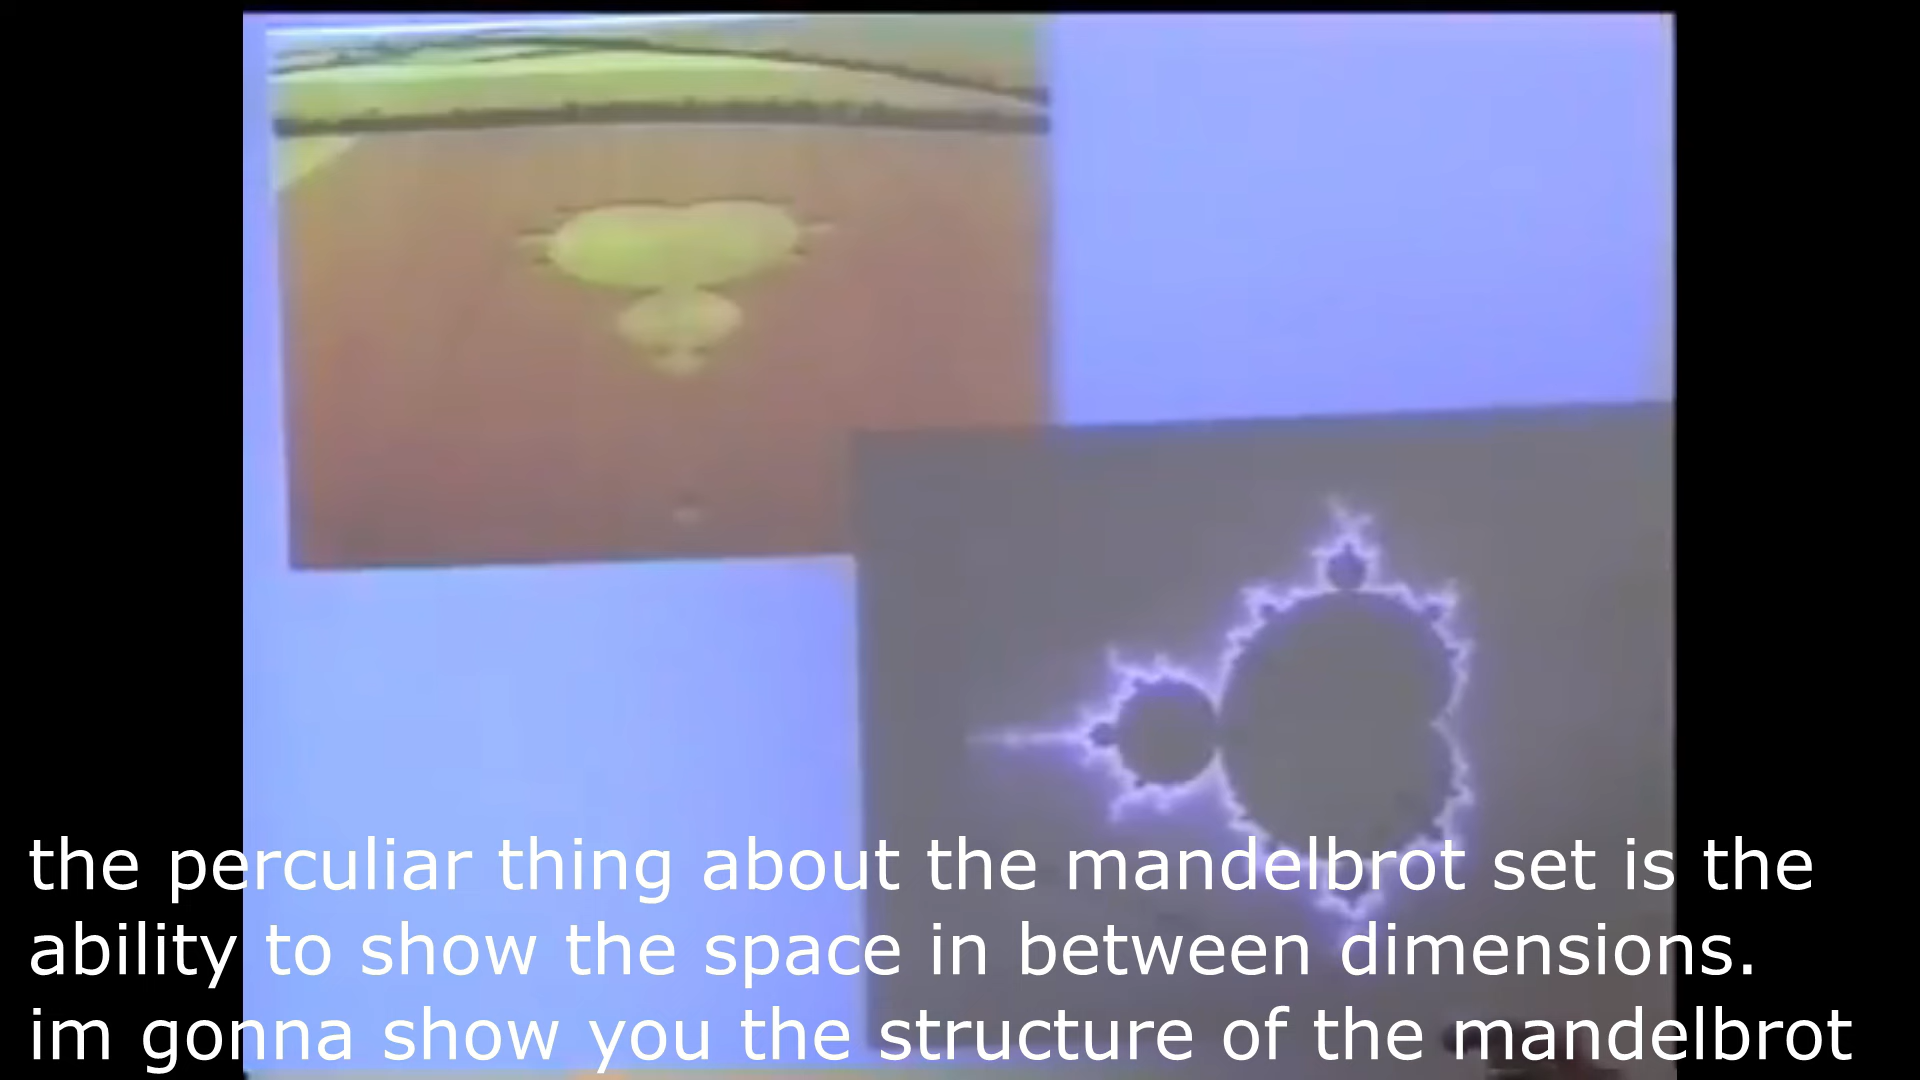 the perculiar thing about the mandelbrot set is the
ability to show the space in between dimensions.
im gonna show you the structure of the mandelbrot